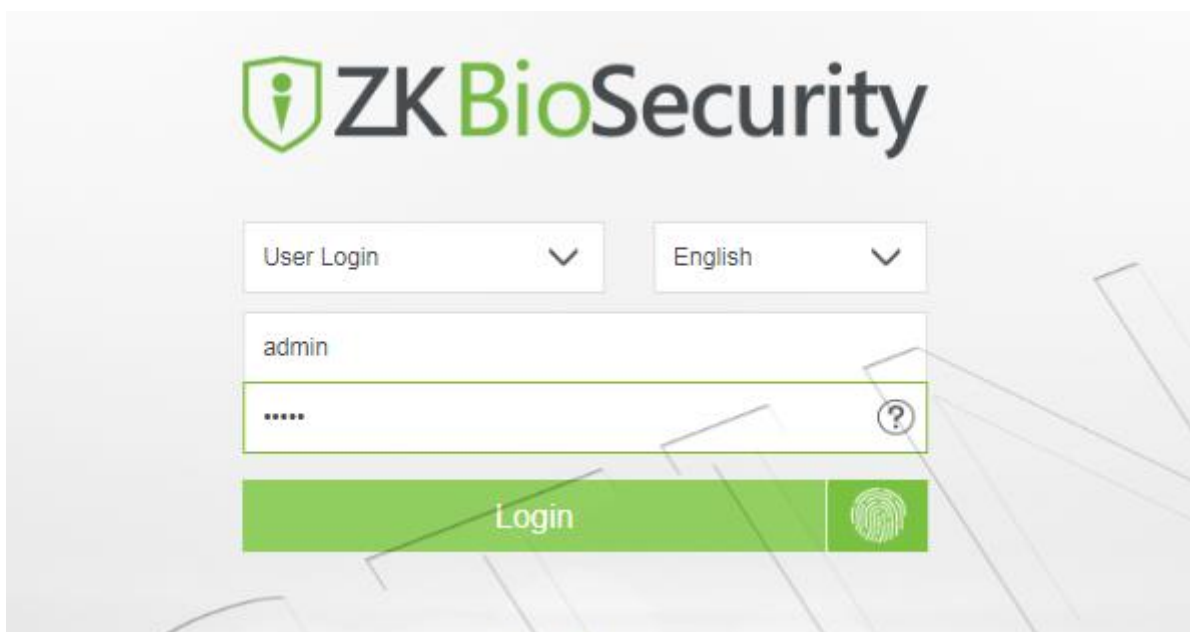 ZKBioSecurity
User Login
English
admin
•••••
?
Login